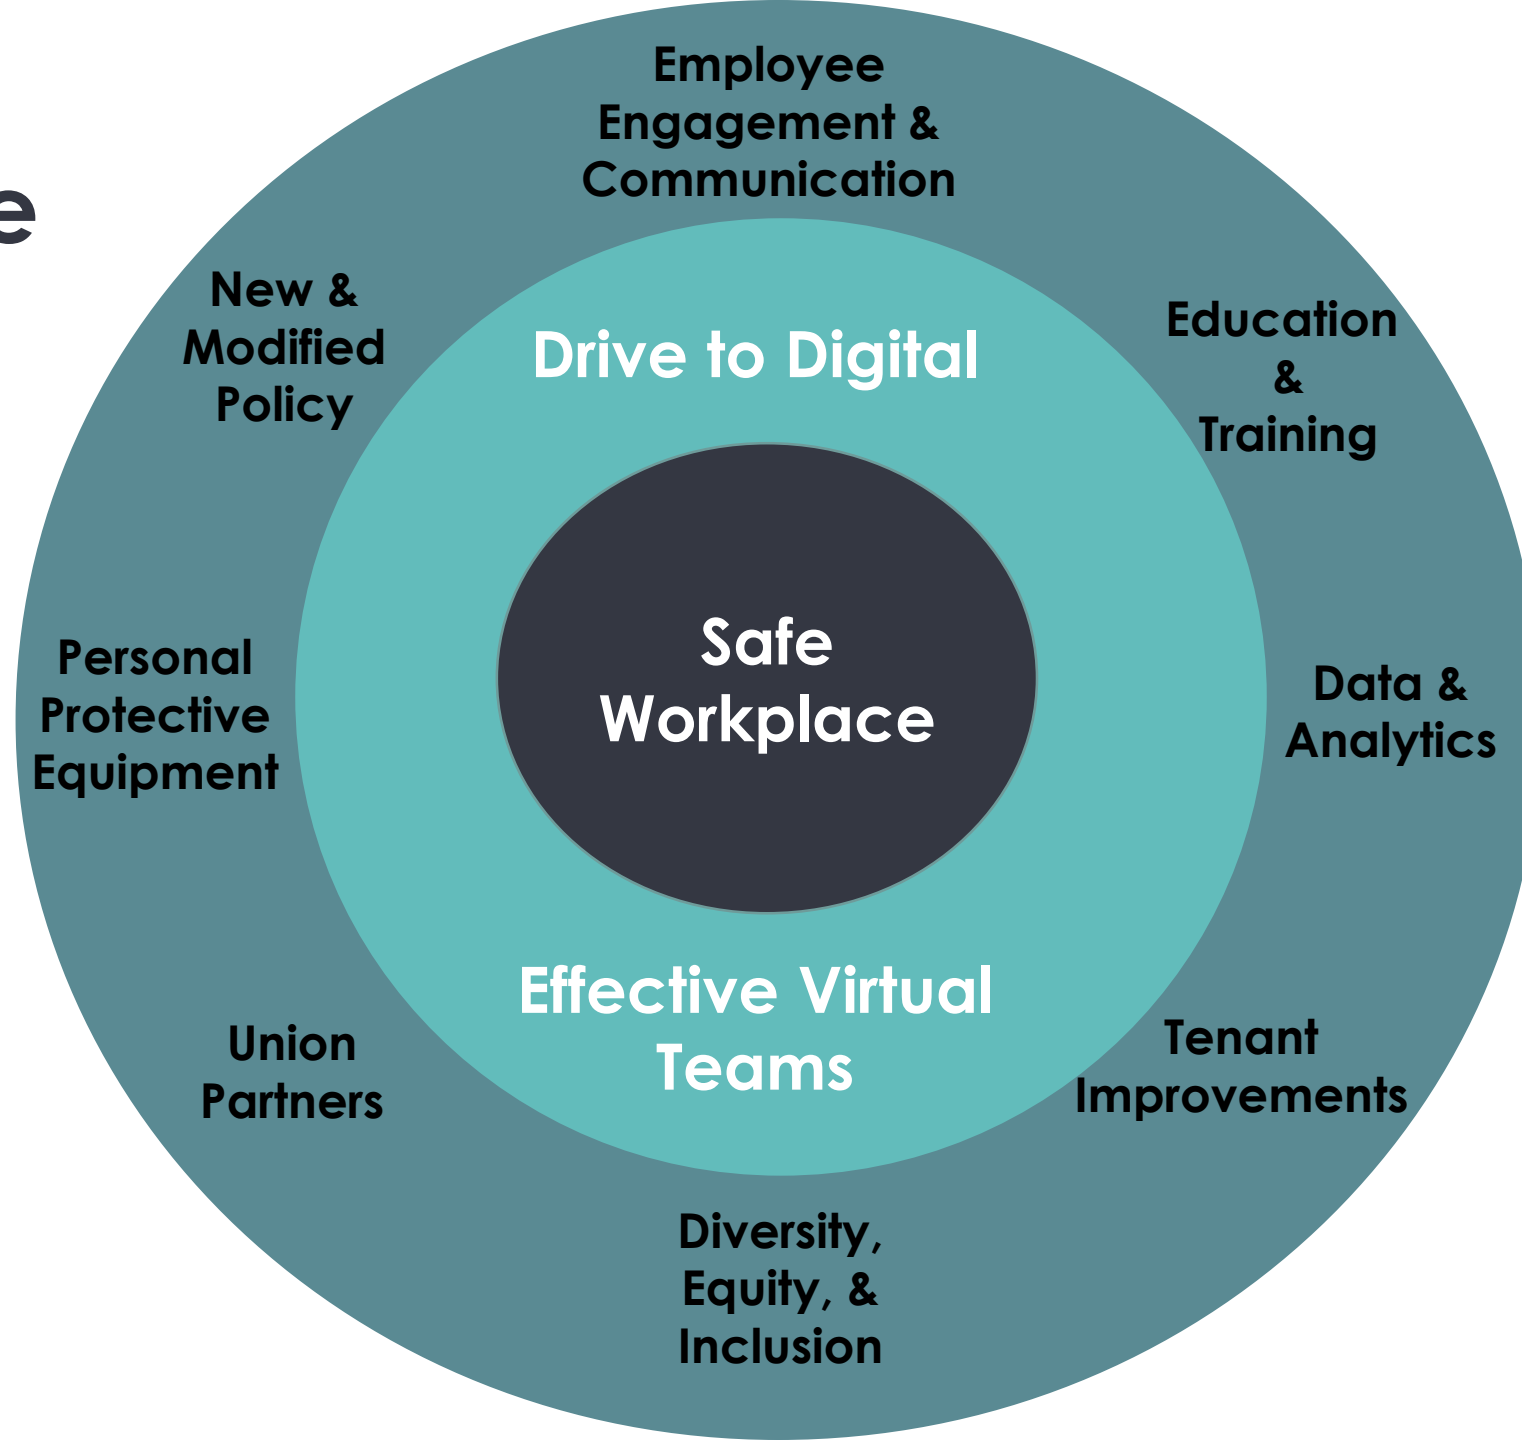 Employee
Engagement &
Communication
e
New &
Modified
Policy
Education
&
Training
Drive to Digital
Safe
Workplace
Personal
Protective
Equipment
Data &
Analytics
Effective Virtual
Teams
Union
Partners
Tenant
Improvements
Diversity,
Equity, &
Inclusion